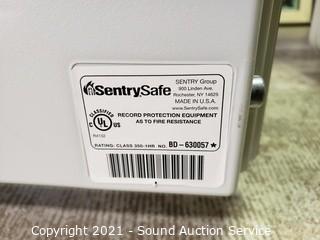 SentrySafe
SENTRY Group
900 Linden Ave.
Rochester, NY 14625
MADE IN U.S.A.
www.SentrySafe.com
CLASSIFIED
UL
US
R4150
RECORD PROTECTION EQUIPMENT
AS TO FIRE RESISTANCE
RATING: CLASS 350-1HR NO. BD-630057★
Copyright 2021 - Sound Auction Service